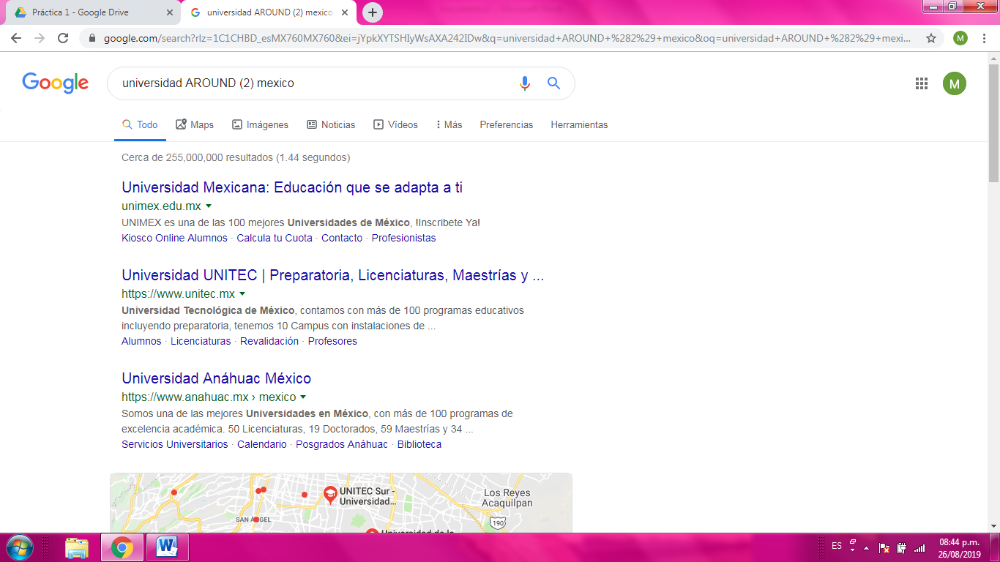 Práctica 1 - Google Drive
universidad AROUND (2) mexico
google.com/search?rlz=1C1CHBD_esMX760MX760&ei=jYpkXYTSHIyWsAXA242IDw&q=universidad+AROUND+%282%29+mexico&oq=universidad+AROUND+%282%29+mexi...
M
Google
universidad AROUND (2) mexico
M
Todo
Maps
Imágenes
Noticias
Vídeos
Más
Preferencias
Herramientas
Cerca de 255,000,000 resultados (1.44 segundos)
Universidad Mexicana: Educación que se adapta a ti
unimex.edu.mx
UNIMEX es una de las 100 mejores Universidades de México, !Inscribete Ya!
Kiosco Online Alumnos · Calcula tu Cuota · Contacto · Profesionistas
Universidad UNITEC | Preparatoria, Licenciaturas, Maestrías y ...
https://www.unitec.mx
Universidad Tecnológica de México, contamos con más de 100 programas educativos
incluyendo preparatoria, tenemos 10 Campus con instalaciones de ...
Alumnos · Licenciaturas · Revalidación · Profesores
Universidad Anáhuac México
https://www.anahuac.mx › mexico
Somos una de las mejores Universidades en México, con más de 100 programas de
excelencia académica. 50 Licenciaturas, 19 Doctorados, 59 Maestrías y 34 ...
Servicios Universitarios · Calendario · Posgrados Anáhuac · Biblioteca
UNITEC Sur -
Universidad...
Los Reyes
Acaquilpan
SAN ÁNGEL
190
Universidad de la
ES
08:44 p.m.
26/08/2019